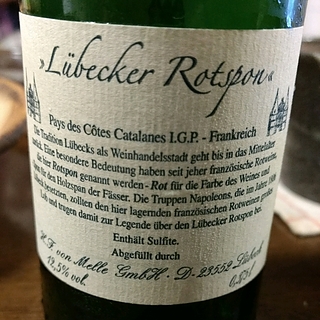 »Lübecker Rotspon«
Pays des Côtes Catalanes I.G.P. - Frankreich
Die Tradition Lübecks als Weinhandelsstadt geht bis in das Mittelalter
zurück. Eine besondere Bedeutung haben seit jeher französische Rotweine,
die hier Rotspon genannt werden - Rot für die Farbe des Weines und
für den Holzspan der Fässer. Die Truppen Napoleons, die im Jahre
besetzten, zollten den hier lagernden französischen Rotweinen großes
Lob und trugen damit zur Legende über den Lübecker Rotspon bei.
Enthält Sulfite.
Abgefüllt durch
H.F. von Melle GmbH · D-23552 Lübeck
12,5% vol. 0,75 l